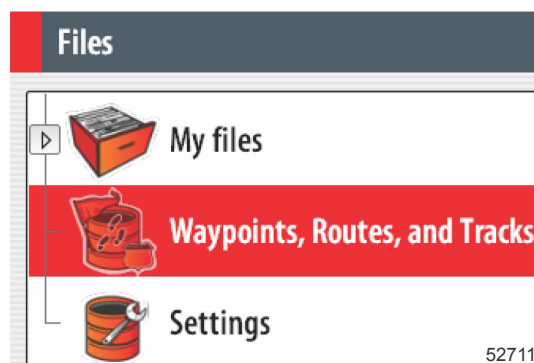 Files
My files
Waypoints, Routes, and Tracks
Settings
52711